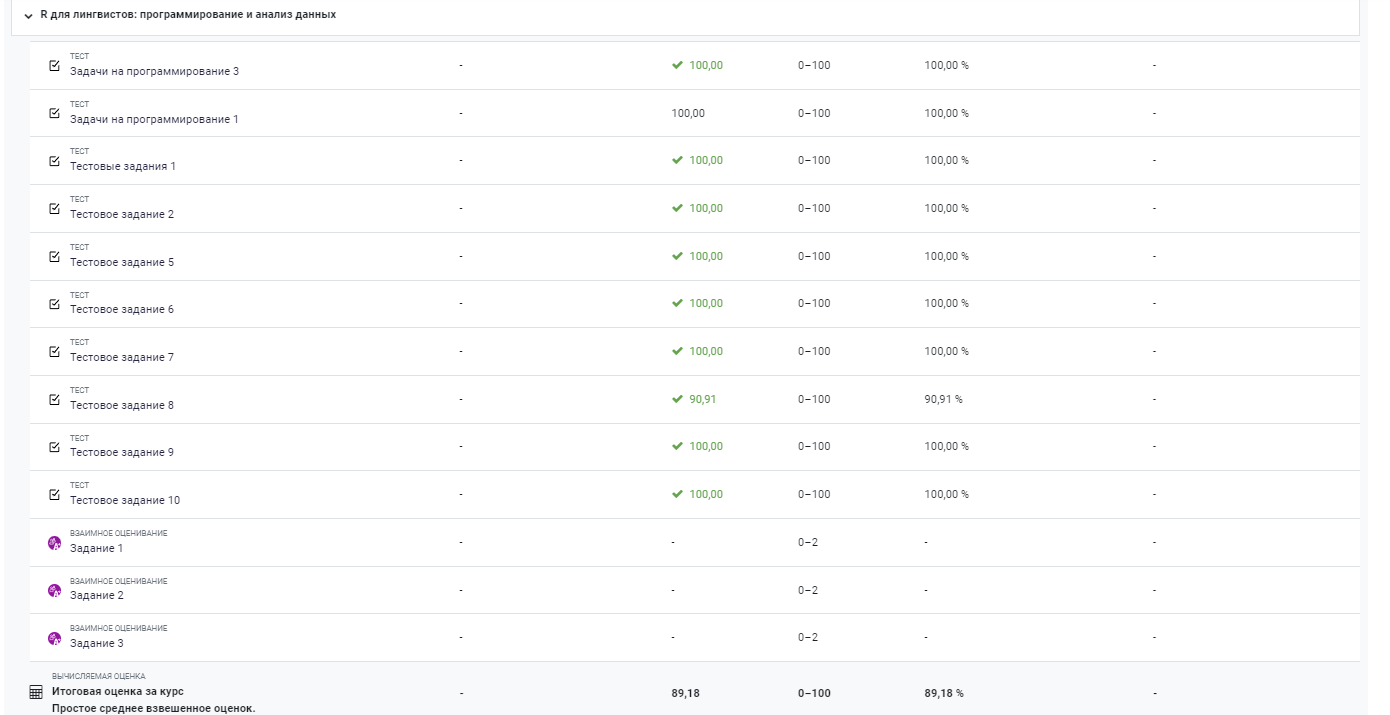 R для лингвистов: программирование и анализ данных
ТЕСТ
Задачи на программирование 3 - 100,00 0–100 100,00 % -
ТЕСТ
Задачи на программирование 1 - 100,00 0–100 100,00 % -
ТЕСТ
Тестовые задания 1 - 100,00 0–100 100,00 % -
ТЕСТ
Тестовое задание 2 - 100,00 0–100 100,00 % -
ТЕСТ
Тестовое задание 5 - 100,00 0–100 100,00 % -
ТЕСТ
Тестовое задание 6 - 100,00 0–100 100,00 % -
ТЕСТ
Тестовое задание 7 - 100,00 0–100 100,00 % -
ТЕСТ
Тестовое задание 8 - 90,91 0–100 90,91 % -
ТЕСТ
Тестовое задание 9 - 100,00 0–100 100,00 % -
ТЕСТ
Тестовое задание 10 - 100,00 0–100 100,00 % -
ВЗАИМНОЕ ОЦЕНИВАНИЕ
Задание 1 - - 0–2 - -
ВЗАИМНОЕ ОЦЕНИВАНИЕ
Задание 2 - - 0–2 - -
ВЗАИМНОЕ ОЦЕНИВАНИЕ
Задание 3 - - 0–2 - -
ВЫЧИСЛЯЕМАЯ ОЦЕНКА
Итоговая оценка за курс - 89,18 0–100 89,18 % -
Простое среднее взвешенное оценок.